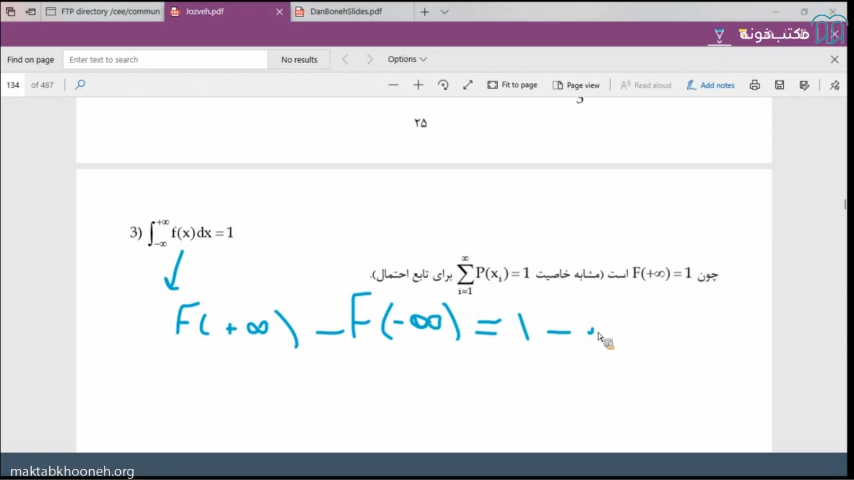 FTP directory /cee/commun
Jozveh.pdf
DanBonehSlides.pdf
مکتب‌خونه
Find on page
Enter text to search
No results
Options
134 of 487
Fit to page
Page view
Read aloud
Add notes
۲۵
3) ∫_{-∞}^{+∞} f(x)dx = 1
چون F(+∞) = 1 است (مشابه خاصیت ∑_{i=1}^{∞} P(x_i) = 1 برای تابع احتمال).
F(+∞) – F(-∞) = ۱ – ۰
maktabkhooneh.org